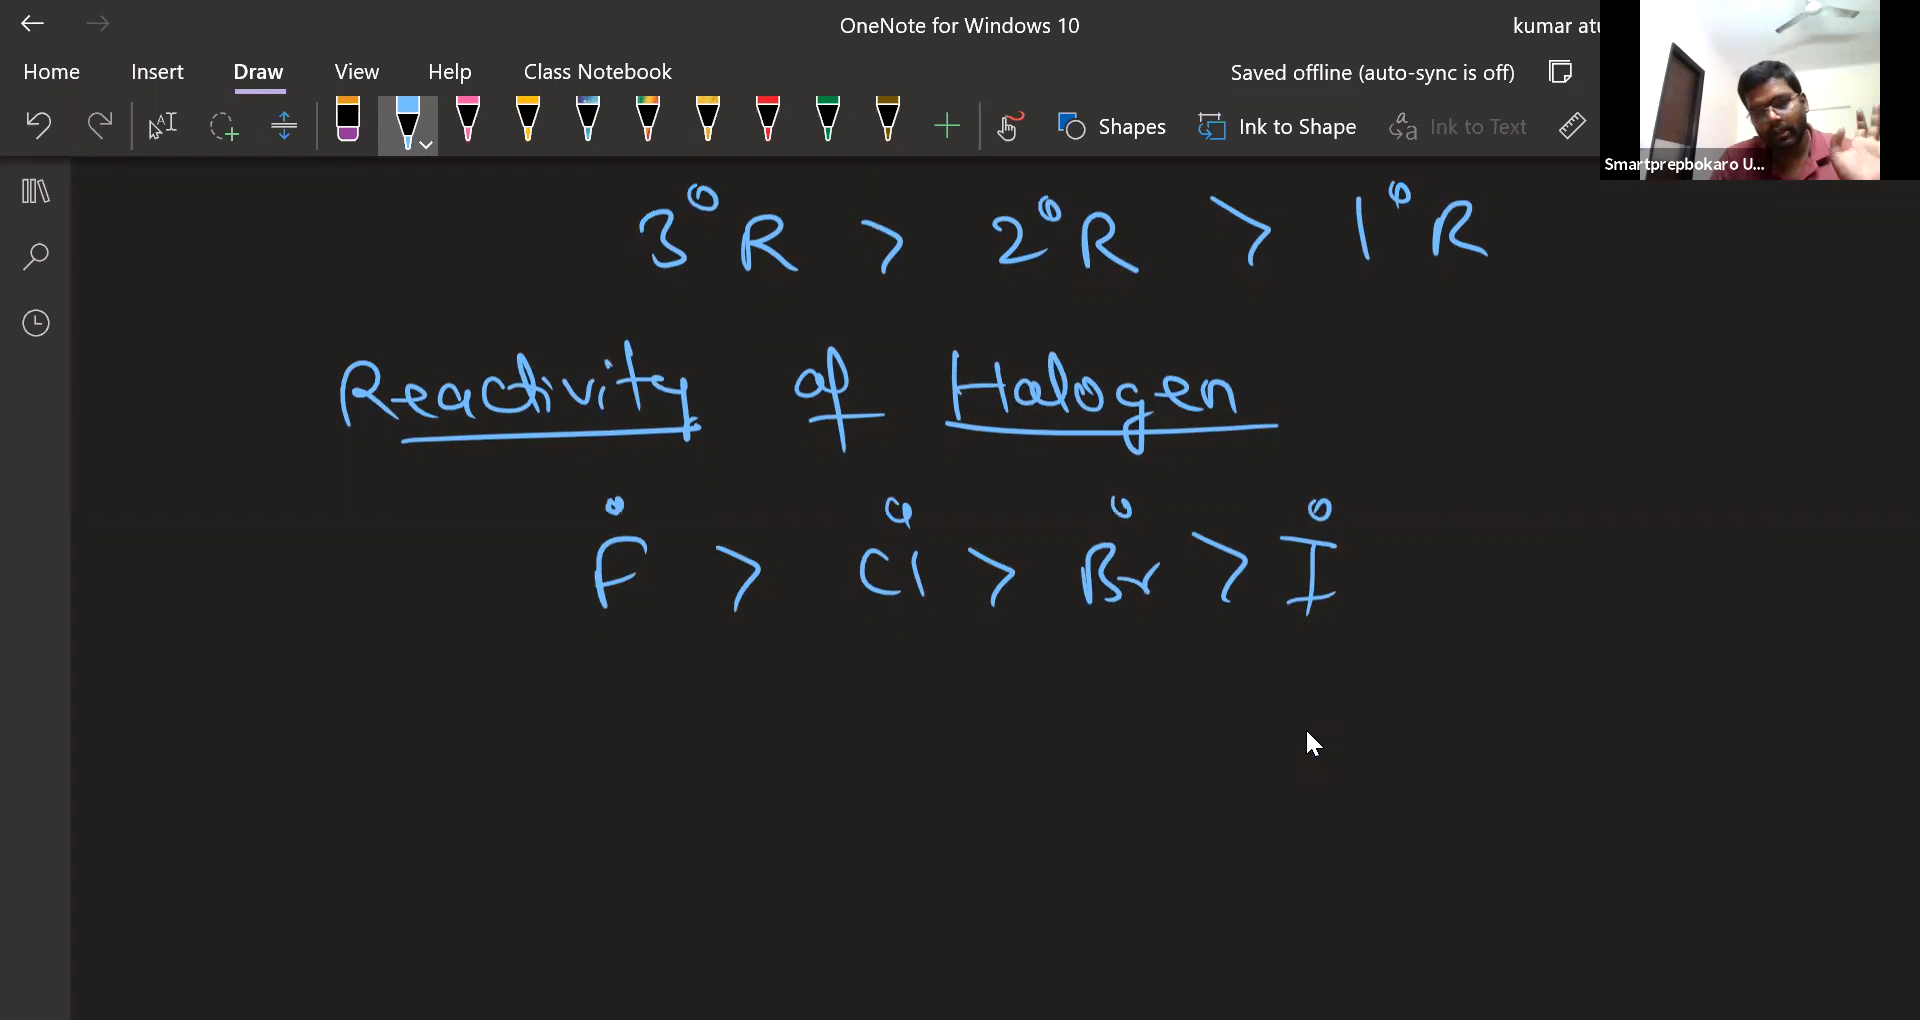 OneNote for Windows 10
kumar atu
Home Insert Draw View Help Class Notebook
Saved offline (auto-sync is off)
Shapes Ink to Shape Ink to Text
Smartprepbokaro U...
3° R > 2° R > 1° R
Reactivity of Halogen
F° > Cl° > Br° > I°